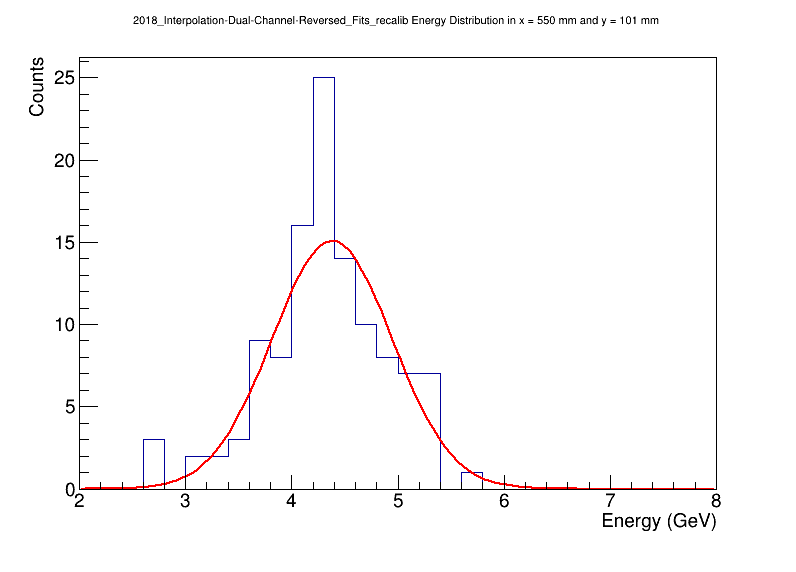 2018_Interpolation-Dual-Channel-Reversed_Fits_recalib Energy Distribution in x = 550 mm and y = 101 mm
Counts
25
20
15
10
5
0
2 3 4 5 6 7 8
Energy (GeV)